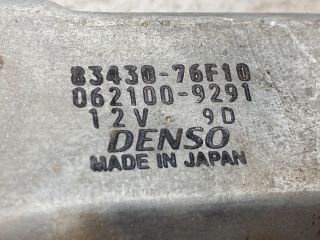 83430-76F10
062100-9291
12V 9D
DENSO
MADE IN JAPAN